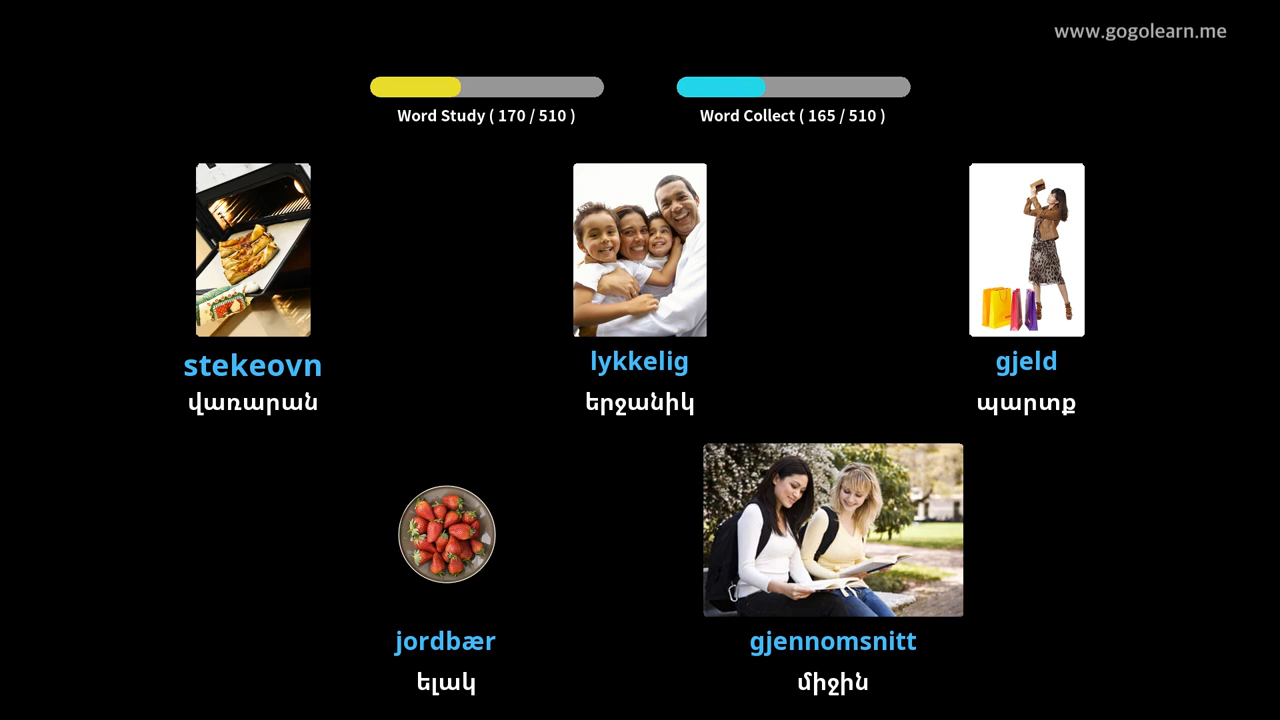 www.gogolearn.me
Word Study ( 170 / 510 )
Word Collect ( 165 / 510 )
stekeovn
վառարան
lykkelig
երջանիկ
gjeld
պարտք
jordbær
ելակ
gjennomsnitt
միջին